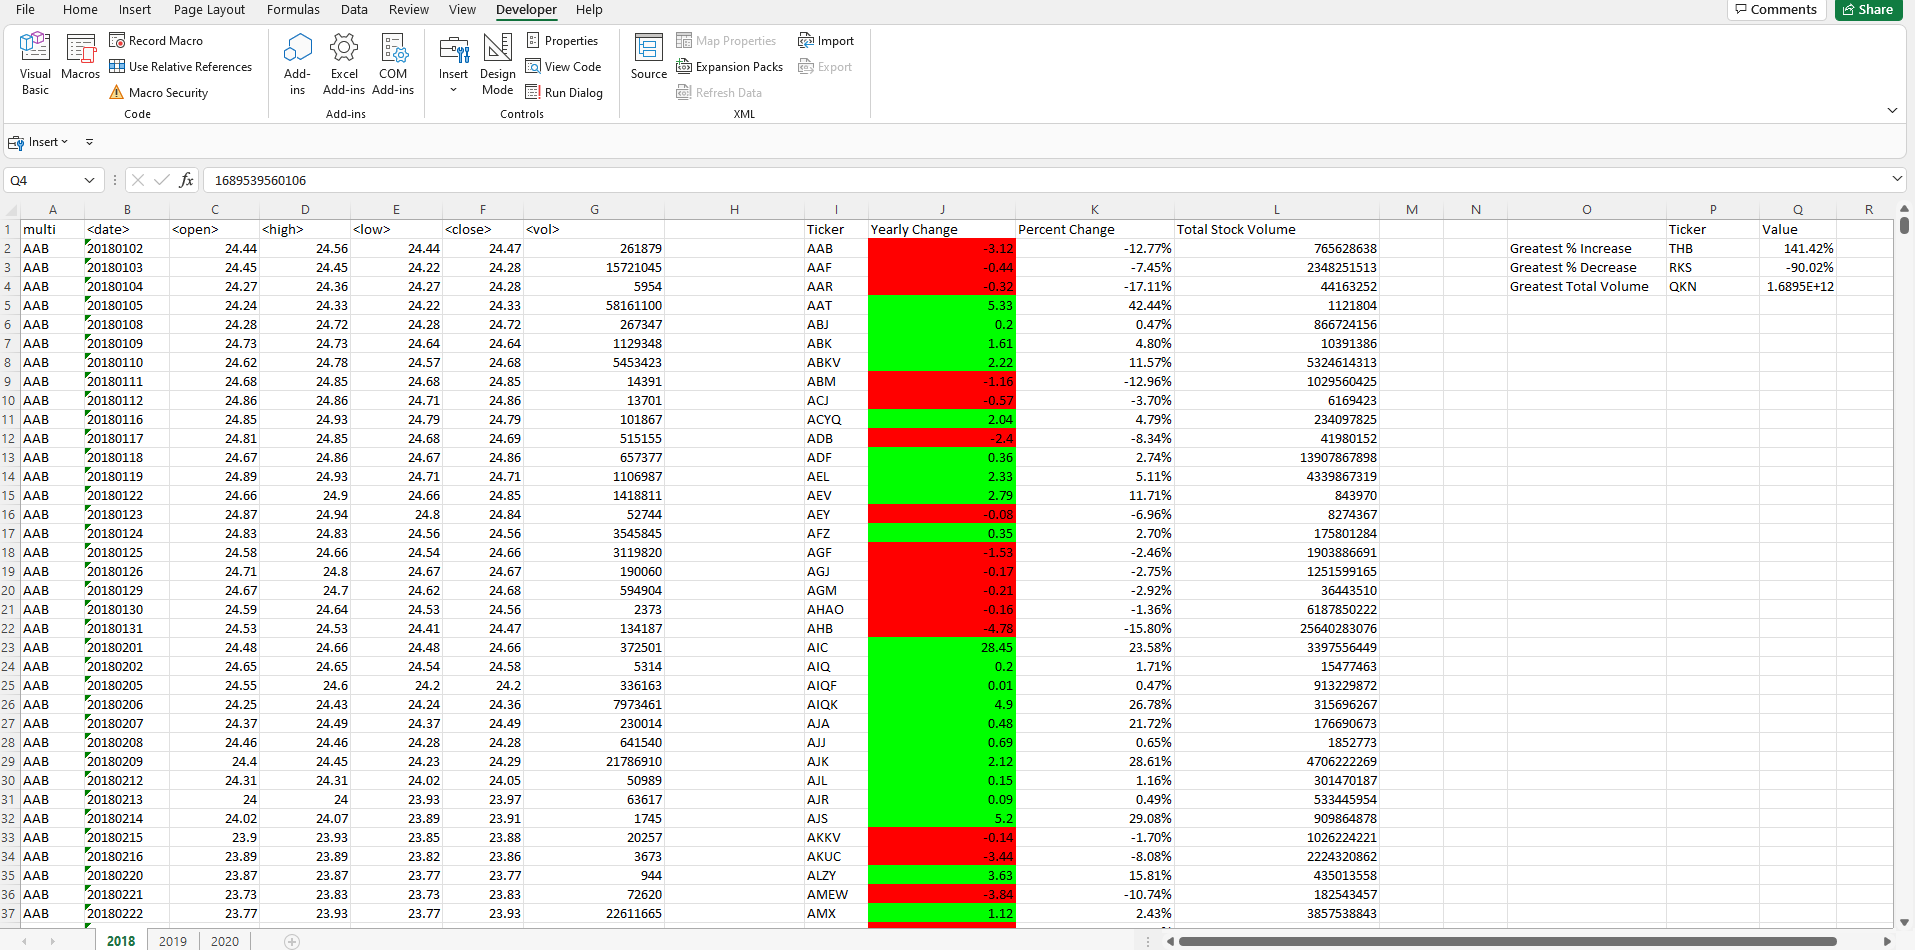 File Home Insert Page Layout Formulas Data Review View Developer Help Comments Share
Visual Basic Macros Record Macro Use Relative References Macro Security Code
Add-ins Excel Add-ins COM Add-ins Add-ins
Insert Design Mode Properties View Code Run Dialog Controls
Source Map Properties Expansion Packs Refresh Data Import Export XML
Insert
Q4 fx 1689539560106
A B C D E F G H I J K L M N O P Q R
1 multi <date> <open> <high> <low> <close> <vol> Ticker Yearly Change Percent Change Total Stock Volume Ticker Value
2 AAB 20180102 24.44 24.56 24.44 24.47 261879 AAB -3.12 -12.77% 765628638 Greatest % Increase THB 141.42%
3 AAB 20180103 24.45 24.45 24.22 24.28 15721045 AAF -0.44 -7.45% 2348251513 Greatest % Decrease RKS -90.02%
4 AAB 20180104 24.27 24.36 24.27 24.28 5954 AAR -0.32 -17.11% 44163252 Greatest Total Volume QKN 1.6895E+12
5 AAB 20180105 24.24 24.33 24.22 24.33 58161100 AAT 5.33 42.44% 1121804
6 AAB 20180108 24.28 24.72 24.28 24.72 267347 ABJ 0.2 0.47% 866724156
7 AAB 20180109 24.73 24.73 24.64 24.64 1129348 ABK 1.61 4.80% 10391386
8 AAB 20180110 24.62 24.78 24.57 24.68 5453423 ABKV 2.22 11.57% 5324614313
9 AAB 20180111 24.68 24.85 24.68 24.85 14391 ABM -1.16 -12.96% 1029560425
10 AAB 20180112 24.86 24.86 24.71 24.86 13701 ACJ -0.57 -3.70% 6169423
11 AAB 20180116 24.85 24.93 24.79 24.79 101867 ACYQ 2.04 4.79% 234097825
12 AAB 20180117 24.81 24.85 24.68 24.69 515155 ADB -2.4 -8.34% 41980152
13 AAB 20180118 24.67 24.86 24.67 24.86 657377 ADF 0.36 2.74% 13907867898
14 AAB 20180119 24.89 24.93 24.71 24.71 1106987 AEL 2.33 5.11% 4339867319
15 AAB 20180122 24.66 24.9 24.66 24.85 1418811 AEV 2.79 11.71% 843970
16 AAB 20180123 24.87 24.94 24.8 24.84 52744 AEY -0.08 -6.96% 8274367
17 AAB 20180124 24.83 24.83 24.56 24.56 3545845 AFZ 0.35 2.70% 175801284
18 AAB 20180125 24.58 24.66 24.54 24.66 3119820 AGF -1.53 -2.46% 1903886691
19 AAB 20180126 24.71 24.8 24.67 24.67 190060 AGJ -0.17 -2.75% 1251599165
20 AAB 20180129 24.67 24.7 24.62 24.68 594904 AGM -0.21 -2.92% 36443510
21 AAB 20180130 24.59 24.64 24.53 24.56 2373 AHAO -0.16 -1.36% 6187850222
22 AAB 20180131 24.53 24.53 24.41 24.47 134187 AHB -4.78 -15.80% 25640283076
23 AAB 20180201 24.48 24.66 24.48 24.66 372501 AIC 28.45 23.58% 3397556449
24 AAB 20180202 24.65 24.65 24.54 24.58 5314 AIQ 0.2 1.71% 15477463
25 AAB 20180205 24.55 24.6 24.2 24.2 336163 AIQF 0.01 0.47% 913229872
26 AAB 20180206 24.25 24.43 24.24 24.36 7973461 AIQK 4.9 26.78% 315696267
27 AAB 20180207 24.37 24.49 24.37 24.49 230014 AJA 0.48 21.72% 176690673
28 AAB 20180208 24.46 24.46 24.28 24.28 641540 AJJ 0.69 0.65% 1852773
29 AAB 20180209 24.4 24.45 24.23 24.29 21786910 AJK 2.12 28.61% 4706222269
30 AAB 20180212 24.31 24.31 24.02 24.05 50989 AJL 0.15 1.16% 301470187
31 AAB 20180213 24 24 23.93 23.97 63617 AJR 0.09 0.49% 533445954
32 AAB 20180214 24.02 24.07 23.89 23.91 1745 AJS 5.2 29.08% 909864878
33 AAB 20180215 23.9 23.93 23.85 23.88 20257 AKKV -0.14 -1.70% 1026224221
34 AAB 20180216 23.89 23.89 23.82 23.86 3673 AKUC -3.44 -8.08% 2224320862
35 AAB 20180220 23.87 23.87 23.77 23.77 944 ALZY 3.63 15.81% 435013558
36 AAB 20180221 23.73 23.83 23.73 23.83 72620 AMEW -3.84 -10.74% 182543457
37 AAB 20180222 23.77 23.93 23.77 23.93 22611665 AMX 1.12 2.43% 3857538843
2018 2019 2020